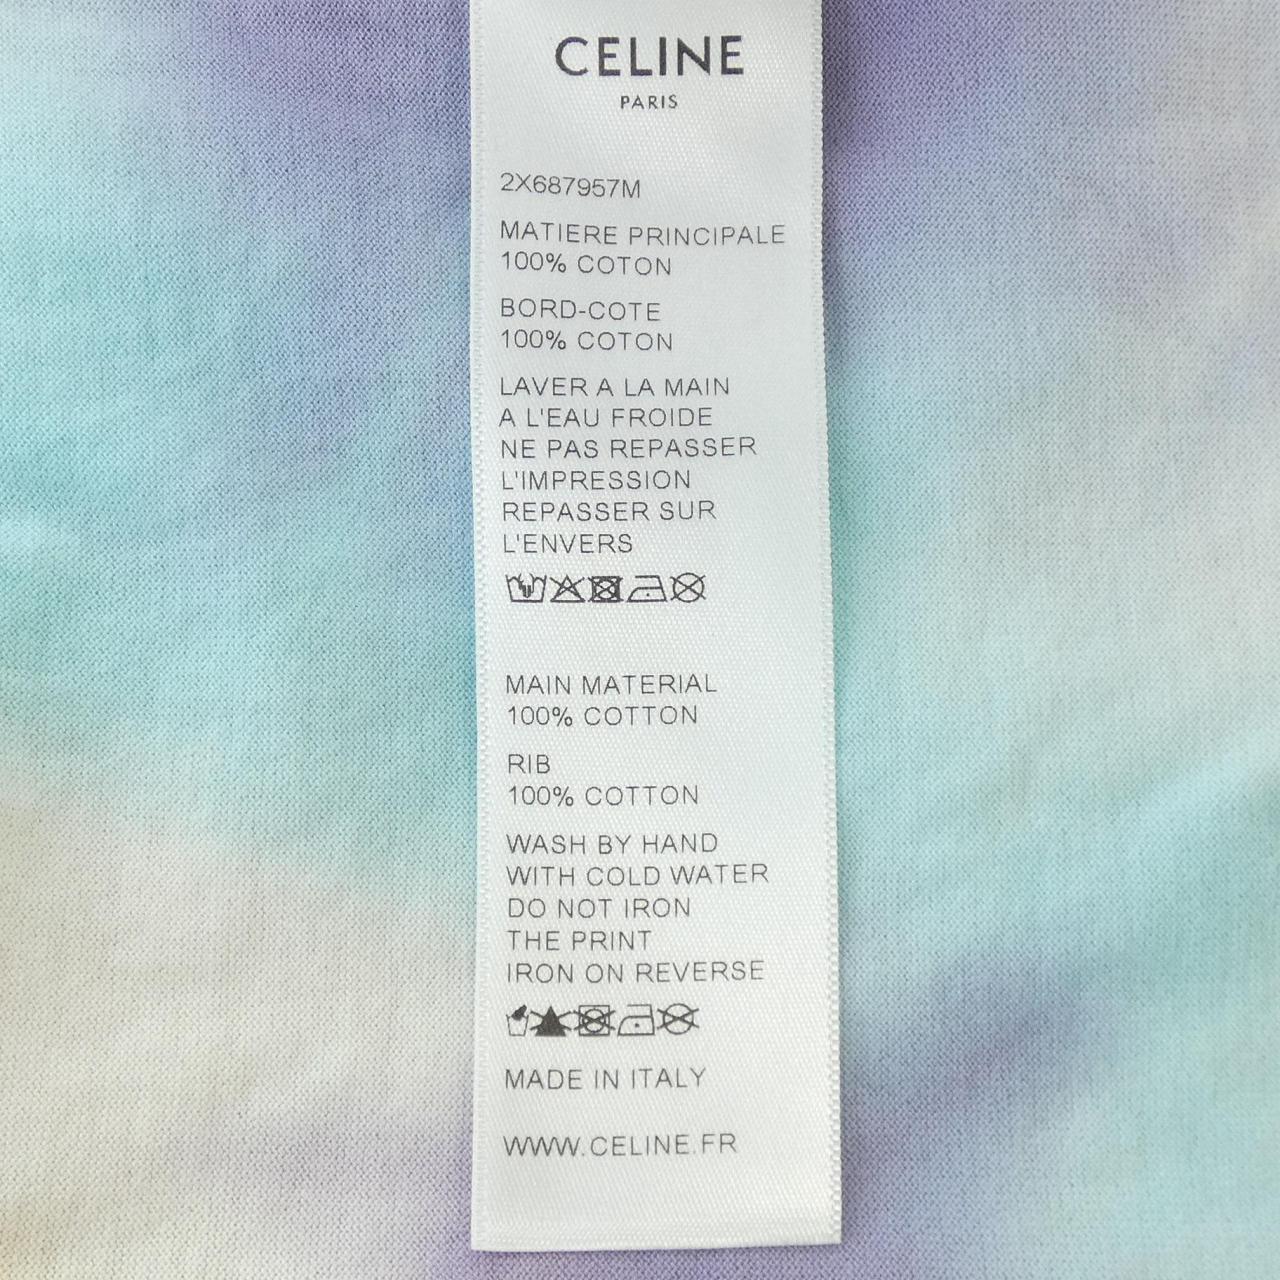 CELINE
PARIS
2X687957M
MATIERE PRINCIPALE
100% COTON
BORD-COTE
100% COTON
LAVER A LA MAIN
A L'EAU FROIDE
NE PAS REPASSER
L'IMPRESSION
REPASSER SUR
L'ENVERS
MAIN MATERIAL
100% COTTON
RIB
100% COTTON
WASH BY HAND
WITH COLD WATER
DO NOT IRON
THE PRINT
IRON ON REVERSE
MADE IN ITALY
WWW.CELINE.FR